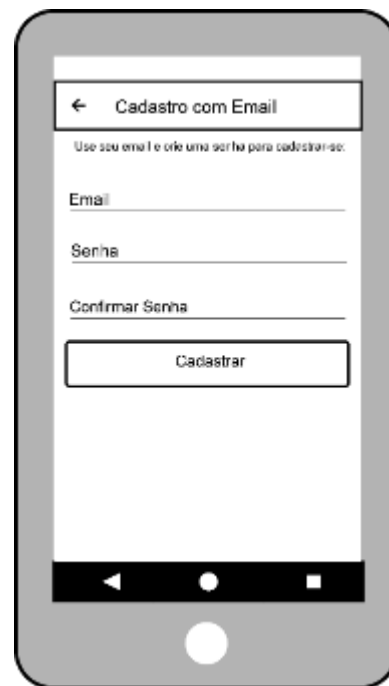 Cadastro com Email
Use seu email e crie uma senha para cadastrar-se:
Email
Senha
Confirmar Senha
Cadastrar